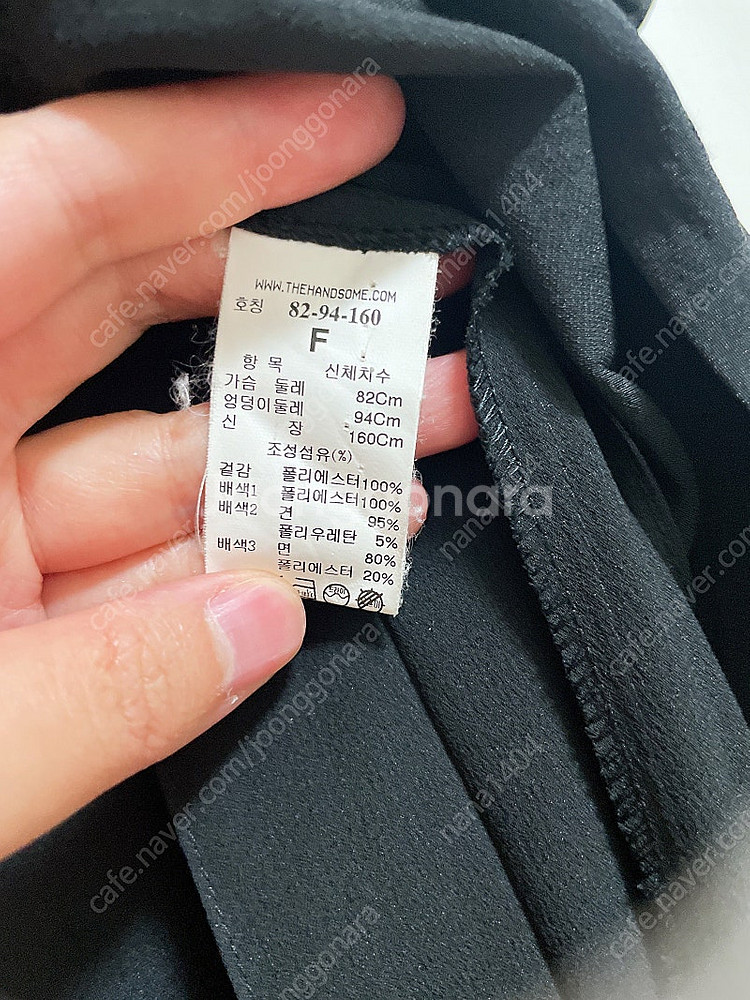 WWW.THEHANDSOME.COM
호칭 82-94-160
F
항 목 신체치수
가슴 둘레 82Cm
엉덩이둘레 94Cm
신 장 160Cm
조성섬유(%)
겉감 폴리에스터100%
배색1 폴리에스터100%
배색2 견 95%
폴리우레탄 5%
배색3 면 80%
폴리에스터 20%
cafe.naver.com/joonggonara
nana1404
joonggonara